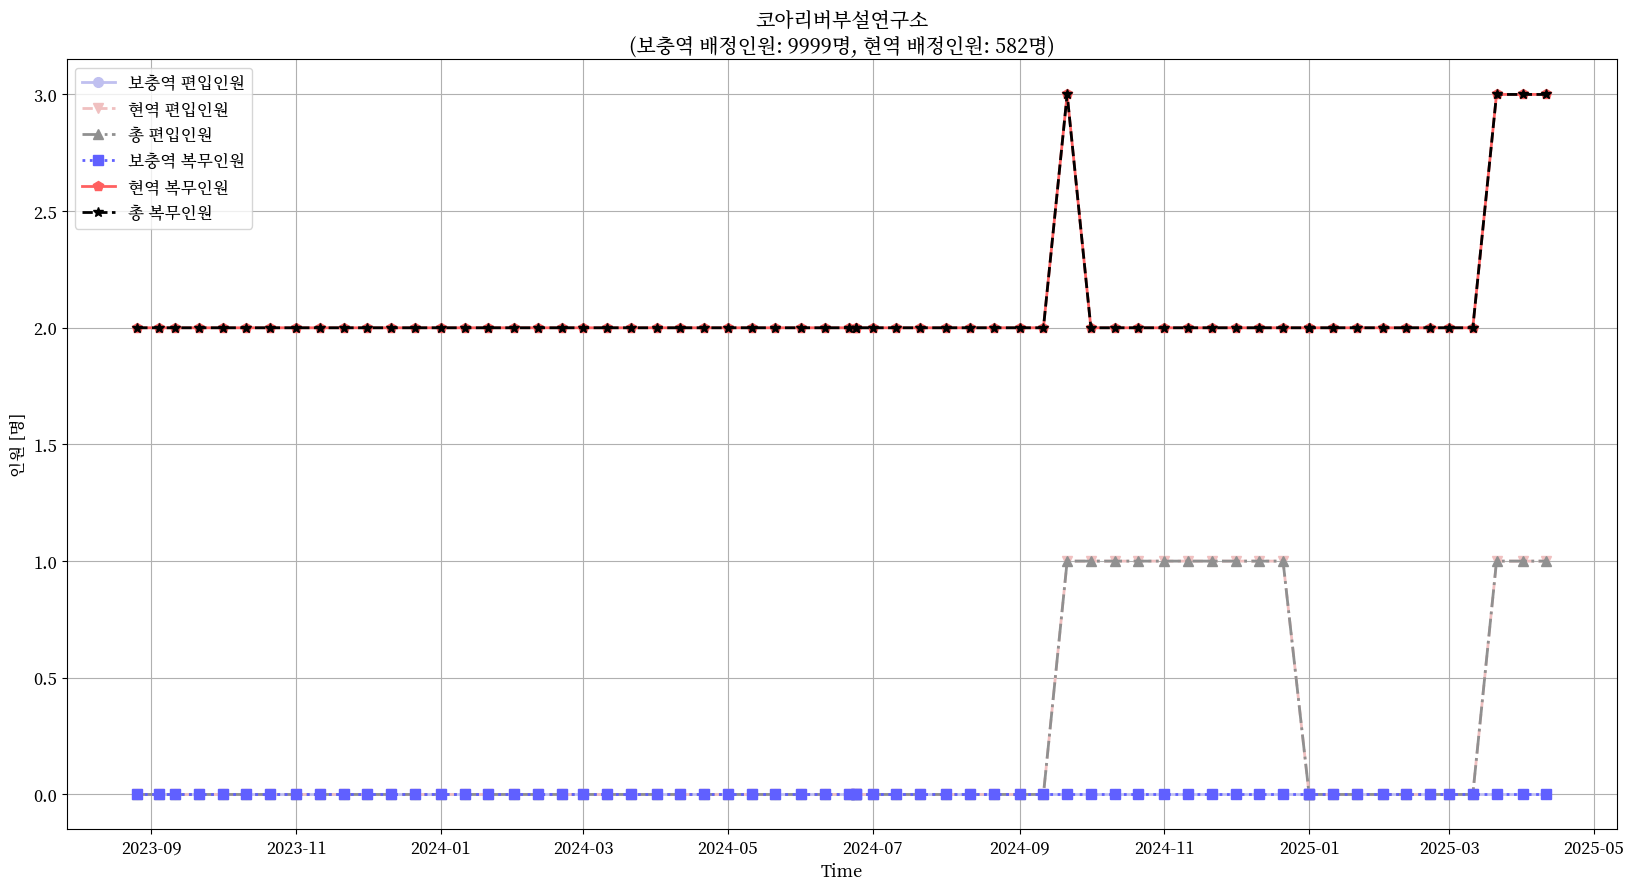 코아리버부설연구소
(보충역 배정인원: 9999명, 현역 배정인원: 582명)
보충역 편입인원
현역 편입인원
총 편입인원
보충역 복무인원
현역 복무인원
총 복무인원
3.0
2.5
2.0
1.5
1.0
0.5
0.0
인원 [명]
2023-09 2023-11 2024-01 2024-03 2024-05 2024-07 2024-09 2024-11 2025-01 2025-03 2025-05
Time